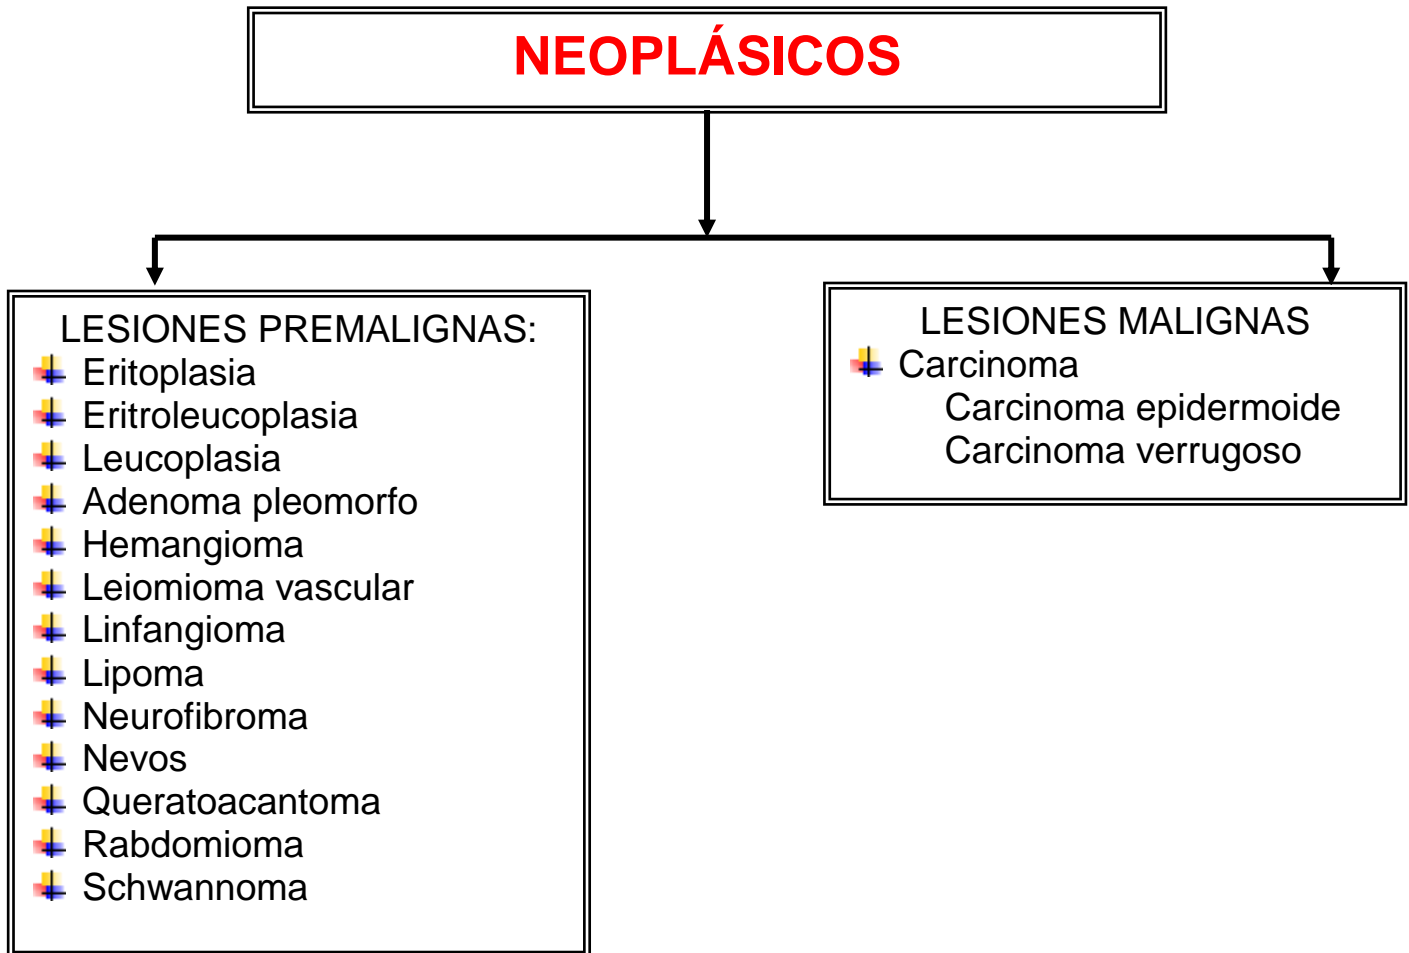 NEOPLÁSICOS
LESIONES PREMALIGNAS:
Eritoplasia
Eritroleucoplasia
Leucoplasia
Adenoma pleomorfo
Hemangioma
Leiomioma vascular
Linfangioma
Lipoma
Neurofibroma
Nevos
Queratoacantoma
Rabdomioma
Schwannoma
LESIONES MALIGNAS
Carcinoma
Carcinoma epidermoide
Carcinoma verrugoso